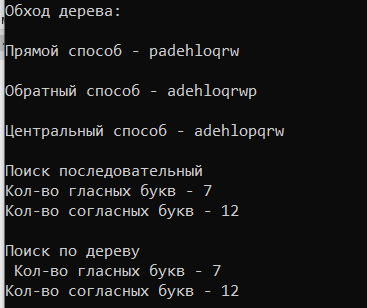 Обход дерева:
Прямой способ - padehloqrw
Обратный способ - adehloqrwp
Центральный способ - adehlopqrw
Поиск последовательный
Кол-во гласных букв - 7
Кол-во согласных букв - 12
Поиск по дереву
Кол-во гласных букв - 7
Кол-во согласных букв - 12